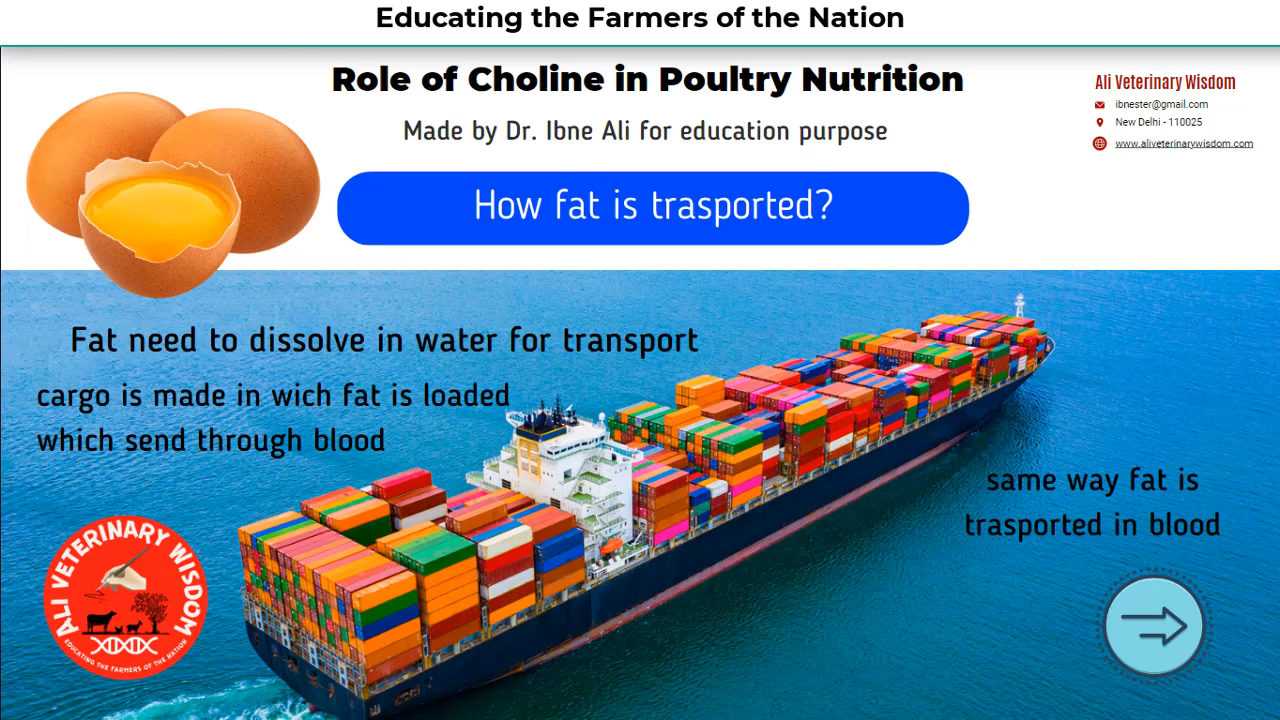 Educating the Farmers of the Nation
Role of Choline in Poultry Nutrition
Made by Dr. Ibne Ali for education purpose
Ali Veterinary Wisdom
ibnester@gmail.com
New Delhi - 110025
www.aliveterinarywisdom.com
How fat is trasported?
Fat need to dissolve in water for transport
cargo is made in wich fat is loaded
which send through blood
same way fat is
trasported in blood
ALI VETERINARY WISDOM
EDUCATING THE FARMERS OF THE NATION